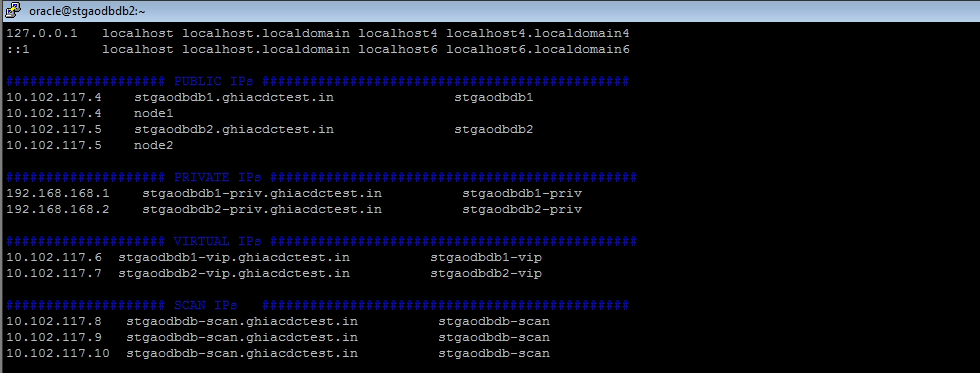 oracle@stgaodbdb2:~
127.0.0.1   localhost localhost.localdomain localhost4 localhost4.localdomain4
::1         localhost localhost.localdomain localhost6 localhost6.localdomain6
#################### PUBLIC IPs ##############################################
10.102.117.4    stgaodbdb1.ghiacdctest.in               stgaodbdb1
10.102.117.4    node1
10.102.117.5    stgaodbdb2.ghiacdctest.in               stgaodbdb2
10.102.117.5    node2
#################### PRIVATE IPs ##############################################
192.168.168.1    stgaodbdb1-priv.ghiacdctest.in          stgaodbdb1-priv
192.168.168.2    stgaodbdb2-priv.ghiacdctest.in          stgaodbdb2-priv
#################### VIRTUAL IPs ##############################################
10.102.117.6  stgaodbdb1-vip.ghiacdctest.in          stgaodbdb1-vip
10.102.117.7  stgaodbdb2-vip.ghiacdctest.in          stgaodbdb2-vip
#################### SCAN IPs   ##############################################
10.102.117.8   stgaodbdb-scan.ghiacdctest.in          stgaodbdb-scan
10.102.117.9   stgaodbdb-scan.ghiacdctest.in          stgaodbdb-scan
10.102.117.10  stgaodbdb-scan.ghiacdctest.in          stgaodbdb-scan